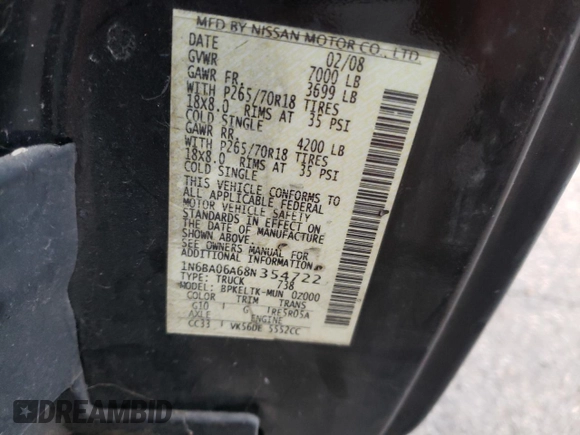 MFD BY NISSAN MOTOR CO., LTD.
DATE 02/08
GVWR 7000 LB
GAWR FR. 3699 LB
WITH P265/70R18 TIRES
18x8.0 RIMS AT 35 PSI
COLD SINGLE
GAWR RR. 4200 LB
WITH P265/70R18 TIRES
18x8.0 RIMS AT 35 PSI
COLD SINGLE
THIS VEHICLE CONFORMS TO
ALL APPLICABLE FEDERAL
MOTOR VEHICLE SAFETY
STANDARDS IN EFFECT ON
THE DATE OF MANUFACTURE
SHOWN ABOVE.
SEE OWNERS MANUAL FOR
ADDITIONAL INFORMATION
1N6BA06A68N354722
TYPE: TRUCK 738
MODEL: BPKELTK-MUN 02000
COLOR TRIM TRANS
G10 G TRE5R05A
AXLE ENGINE
CC33 VK56DE 5552CC
DREAMBID